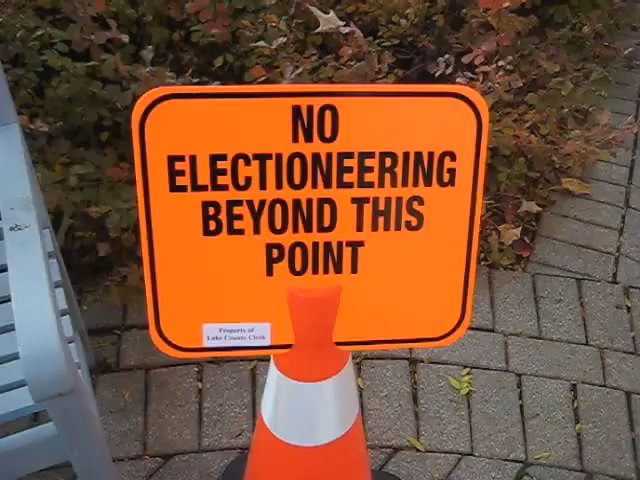 NO
ELECTIONEERING
BEYOND THIS
POINT
Property of
Lake County Clerk